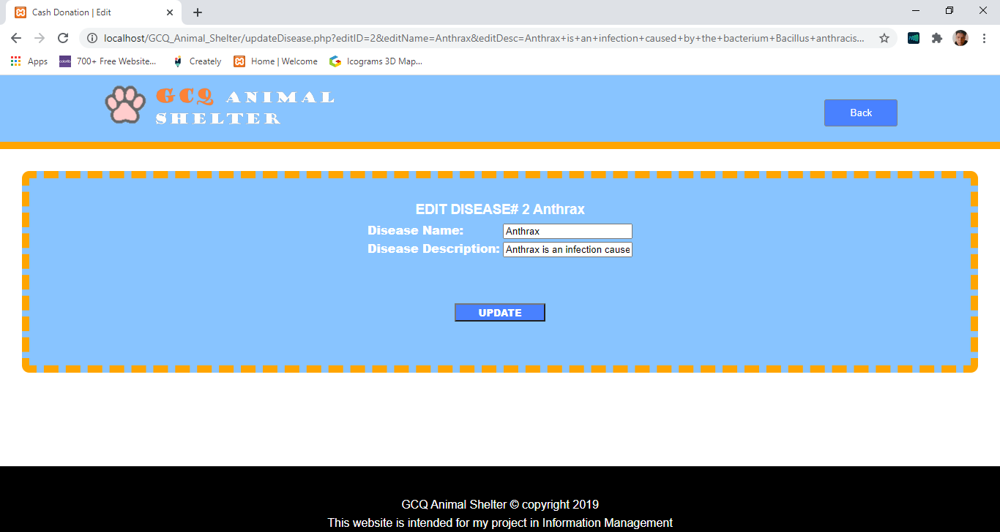 Cash Donation | Edit
localhost/GCQ_Animal_Shelter/updateDisease.php?editID=2&editName=Anthrax&editDesc=Anthrax+is+an+infection+caused+by+the+bacterium+Bacillus+anthracis...
Apps
700+ Free Website...
Creately
Home | Welcome
Icograms 3D Map...
GCQ ANIMAL
SHELTER
Back
EDIT DISEASE# 2 Anthrax
Disease Name: Anthrax
Disease Description: Anthrax is an infection cause
UPDATE
GCQ Animal Shelter © copyright 2019
This website is intended for my project in Information Management